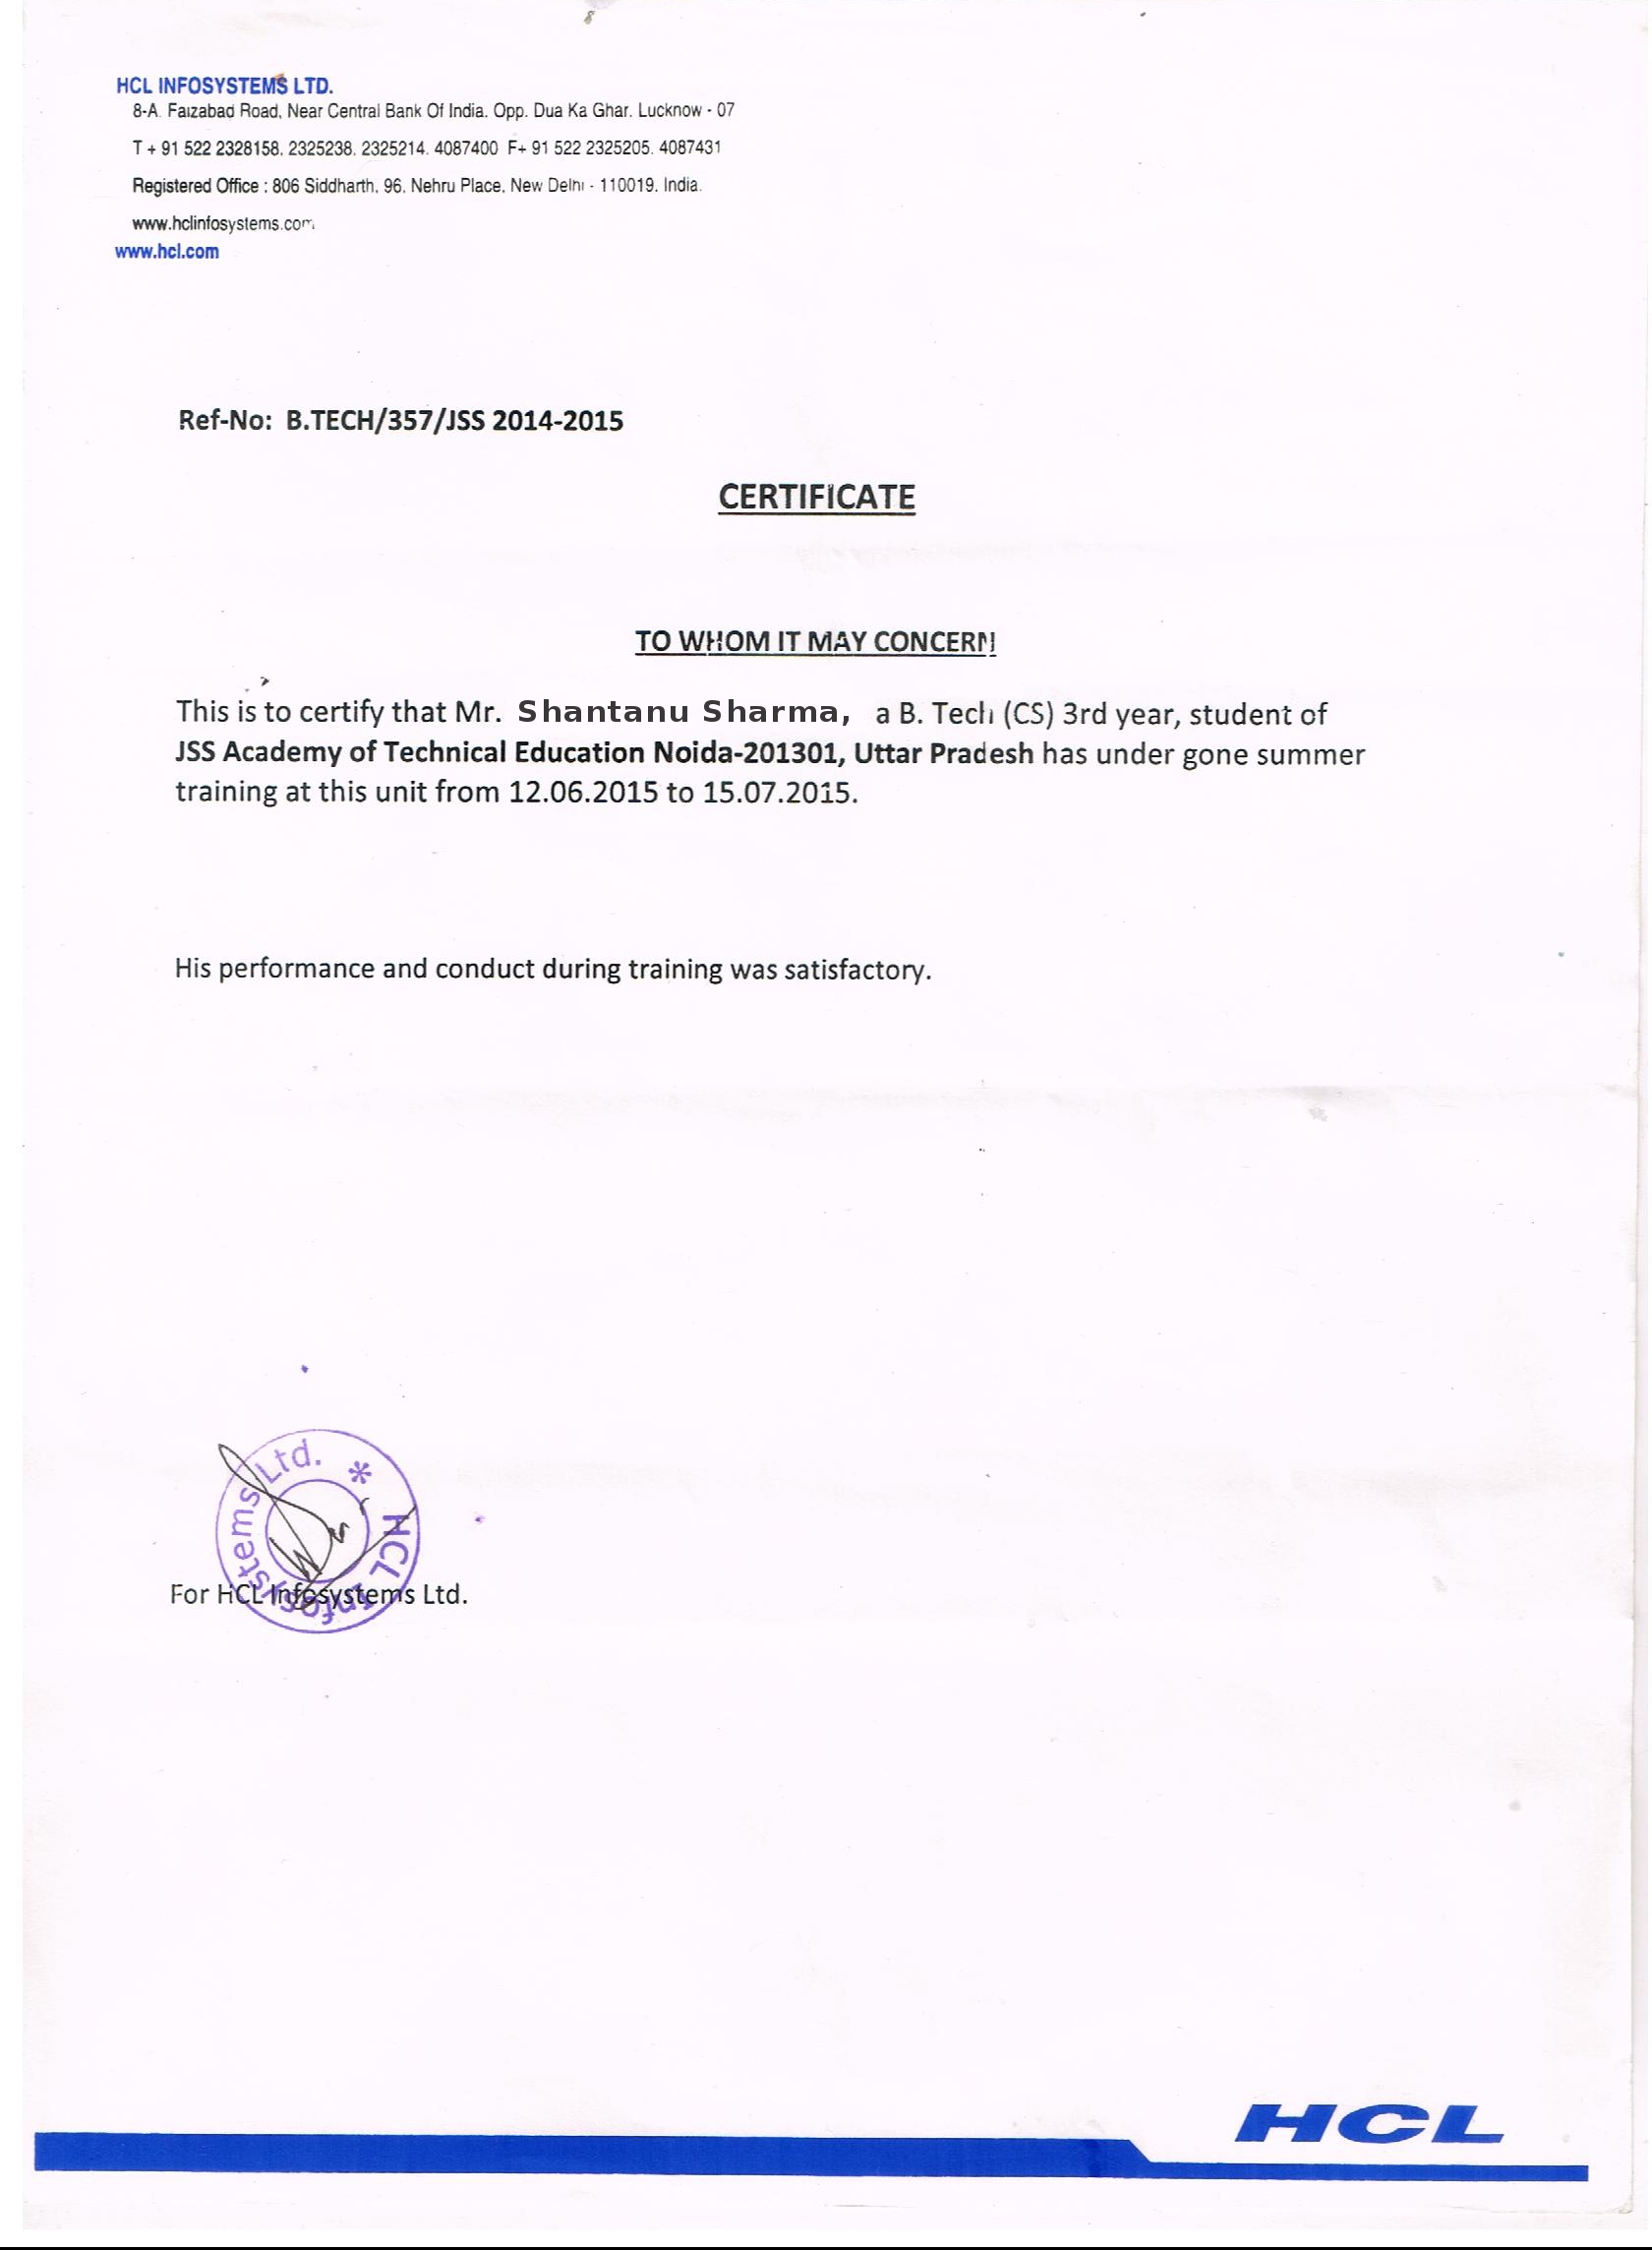 HCL INFOSYSTEMS LTD.
8-A. Faizabad Road, Near Central Bank Of India. Opp. Dua Ka Ghar. Lucknow - 07
T + 91 522 2328158. 2325238. 2325214. 4087400 F+ 91 522 2325205. 4087431
Registered Office : 806 Siddharth, 96, Nehru Place, New Delhi - 110019. India.
www.hclinfosystems.com
www.hcl.com
Ref-No: B.TECH/357/JSS 2014-2015
CERTIFICATE
TO WHOM IT MAY CONCERN
This is to certify that Mr. Shantanu Sharma, a B. Tech (CS) 3rd year, student of
JSS Academy of Technical Education Noida-201301, Uttar Pradesh has under gone summer
training at this unit from 12.06.2015 to 15.07.2015.
His performance and conduct during training was satisfactory.
HCL Infosystems Ltd. *
For HCL Infosystems Ltd.
HCL